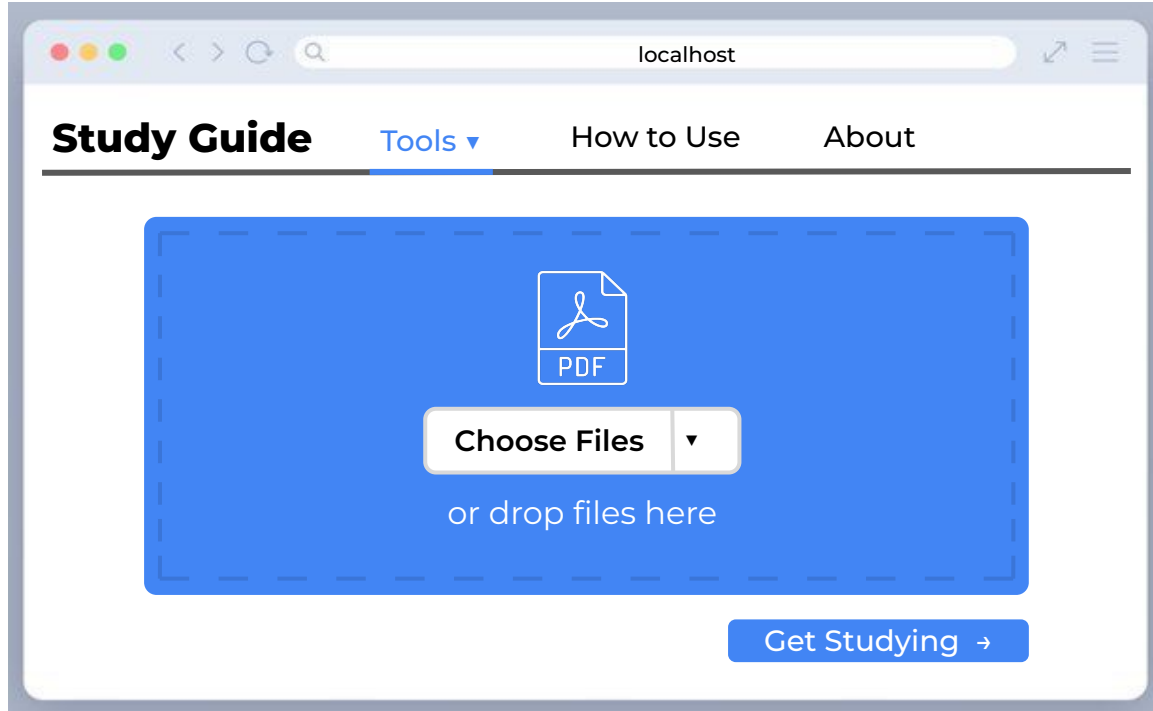 localhost
Study Guide Tools ▾ How to Use About
PDF
Choose Files ▾
or drop files here
Get Studying →